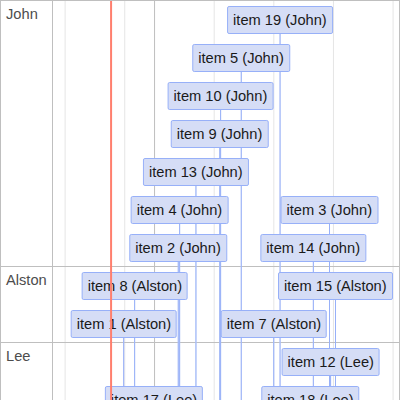 John
item 19 (John)
item 5 (John)
item 10 (John)
item 9 (John)
item 13 (John)
item 4 (John)
item 3 (John)
item 2 (John)
item 14 (John)
Alston
item 8 (Alston)
item 15 (Alston)
item 1 (Alston)
item 7 (Alston)
Lee
item 12 (Lee)
item 17 (Lee)
item 18 (Lee)